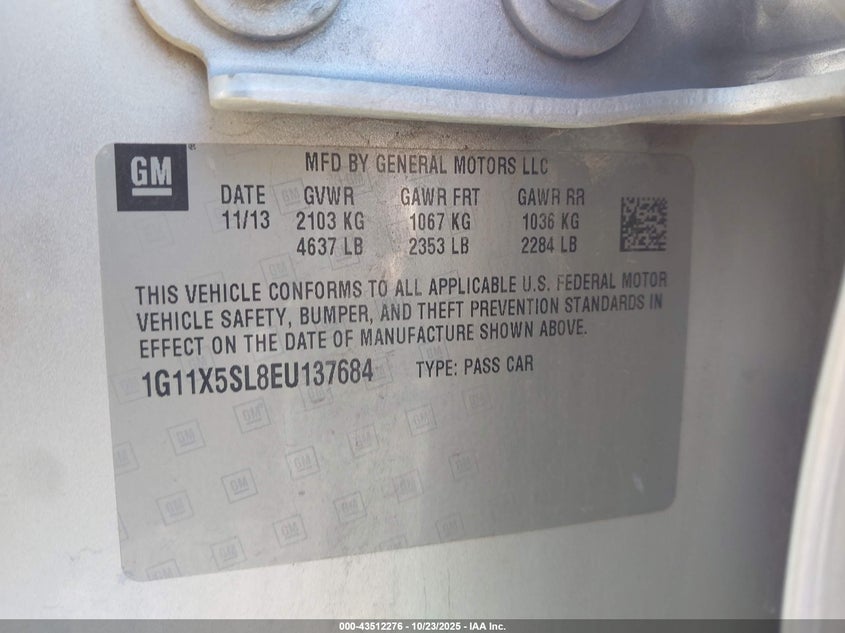 GM
MFD BY GENERAL MOTORS LLC
DATE GVWR GAWR FRT GAWR RR
11/13 2103 KG 1067 KG 1036 KG
4637 LB 2353 LB 2284 LB
THIS VEHICLE CONFORMS TO ALL APPLICABLE U.S. FEDERAL MOTOR
VEHICLE SAFETY, BUMPER, AND THEFT PREVENTION STANDARDS IN
EFFECT ON THE DATE OF MANUFACTURE SHOWN ABOVE.
1G11X5SL8EU137684 TYPE: PASS CAR
000-43512276 - 10/23/2025 - IAA Inc.